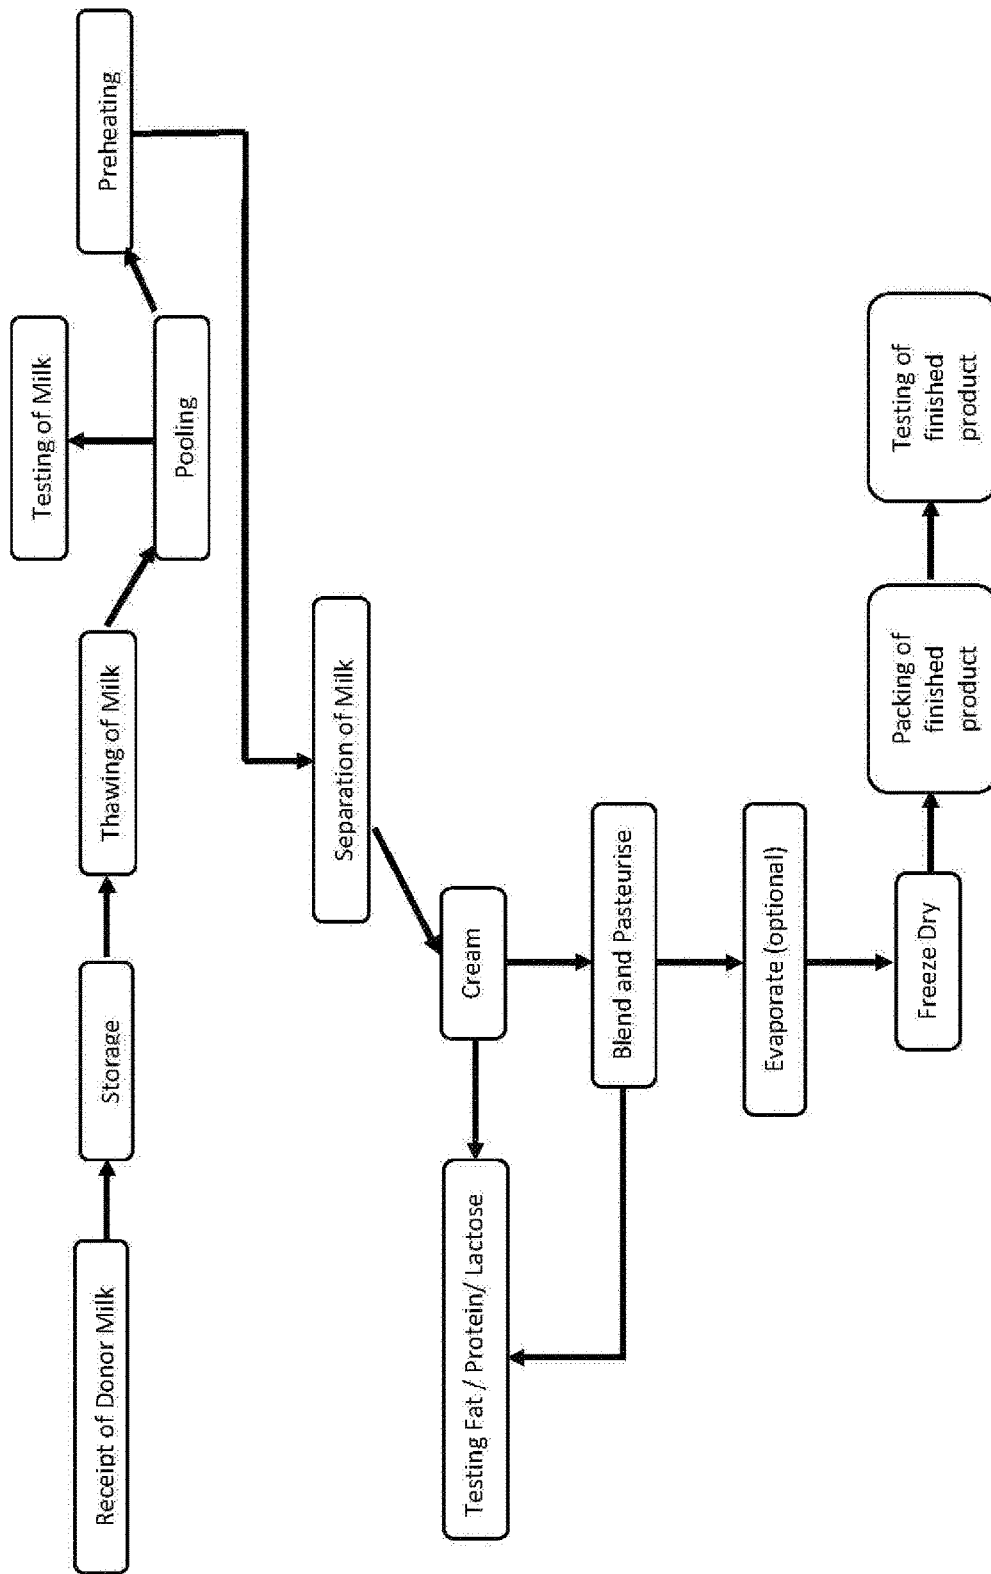 Receipt of Donor Milk
Storage
Thawing of Milk
Pooling
Testing of Milk
Preheating
Separation of Milk
Cream
Testing Fat / Protein/ Lactose
Blend and Pasteurise
Evaporate (optional)
Freeze Dry
Packing of
finished
product
Testing of
finished
product